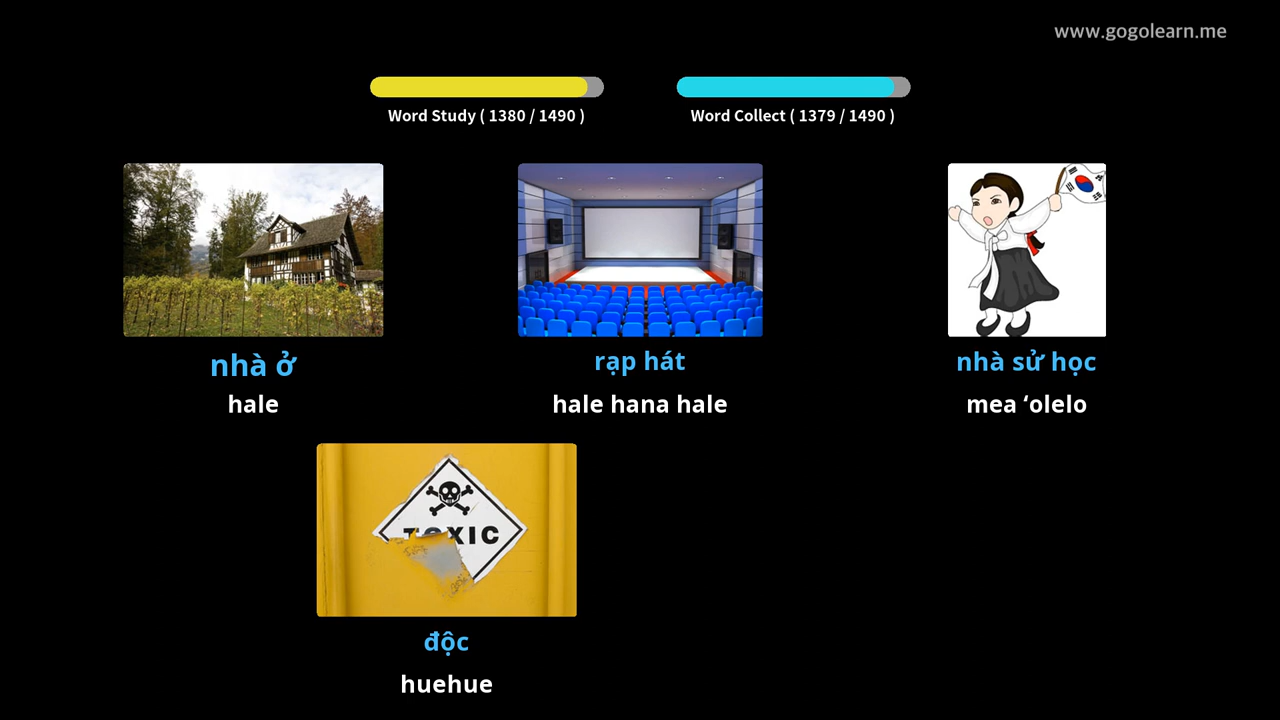 www.gogolearn.me
Word Study ( 1380 / 1490 )
Word Collect ( 1379 / 1490 )
nhà ở
hale
rạp hát
hale hana hale
nhà sử học
mea ʻolelo
TOXIC
độc
huehue